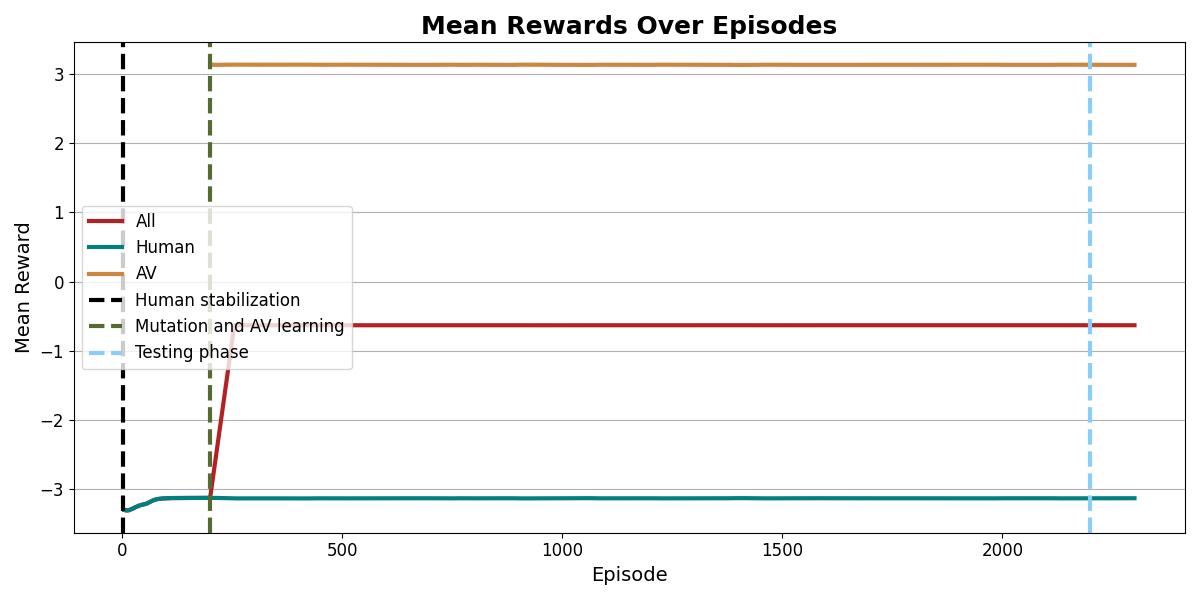 Mean Rewards Over Episodes
Mean Reward
3
2
1
0
−1
−2
−3
All
Human
AV
Human stabilization
Mutation and AV learning
Testing phase
0 500 1000 1500 2000
Episode